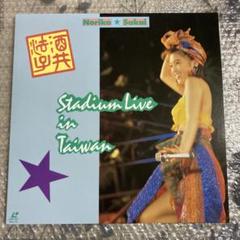 Noriko ★ Sakai
酒井法子
Stadium Live
in
Taiwan